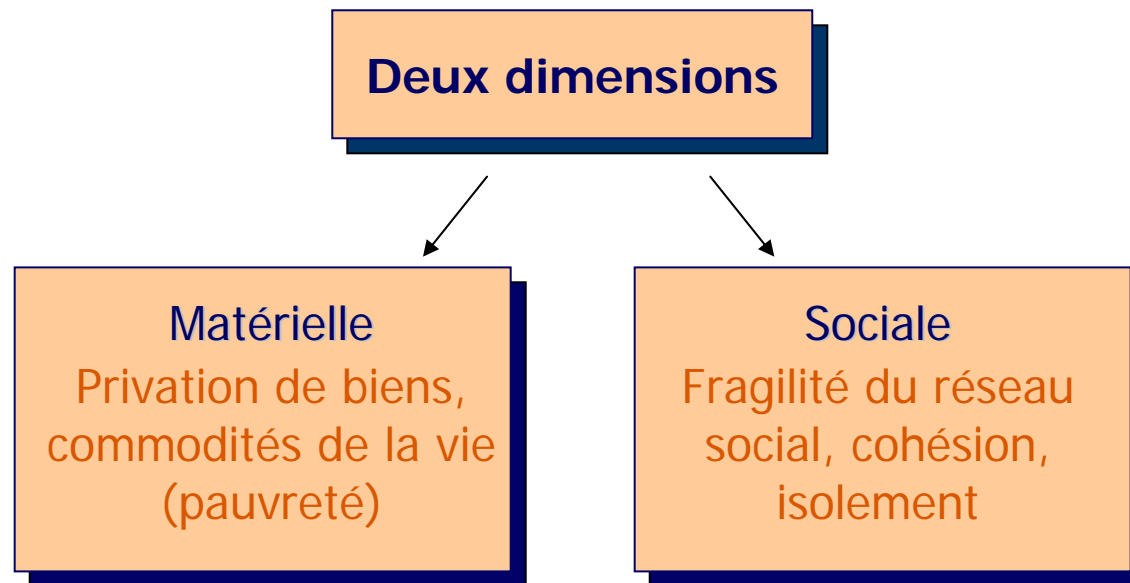 Deux dimensions
Matérielle
Privation de biens,
commodités de la vie
(pauvreté)
Sociale
Fragilité du réseau
social, cohésion,
isolement